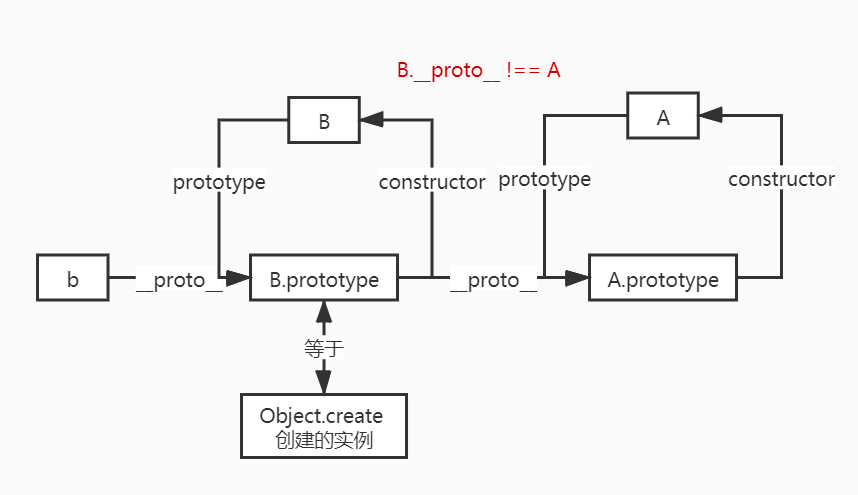 B.__proto__ !== A
B
A
prototype
constructor
prototype
constructor
b
__proto__
B.prototype
__proto__
A.prototype
等于
Object.create
创建的实例